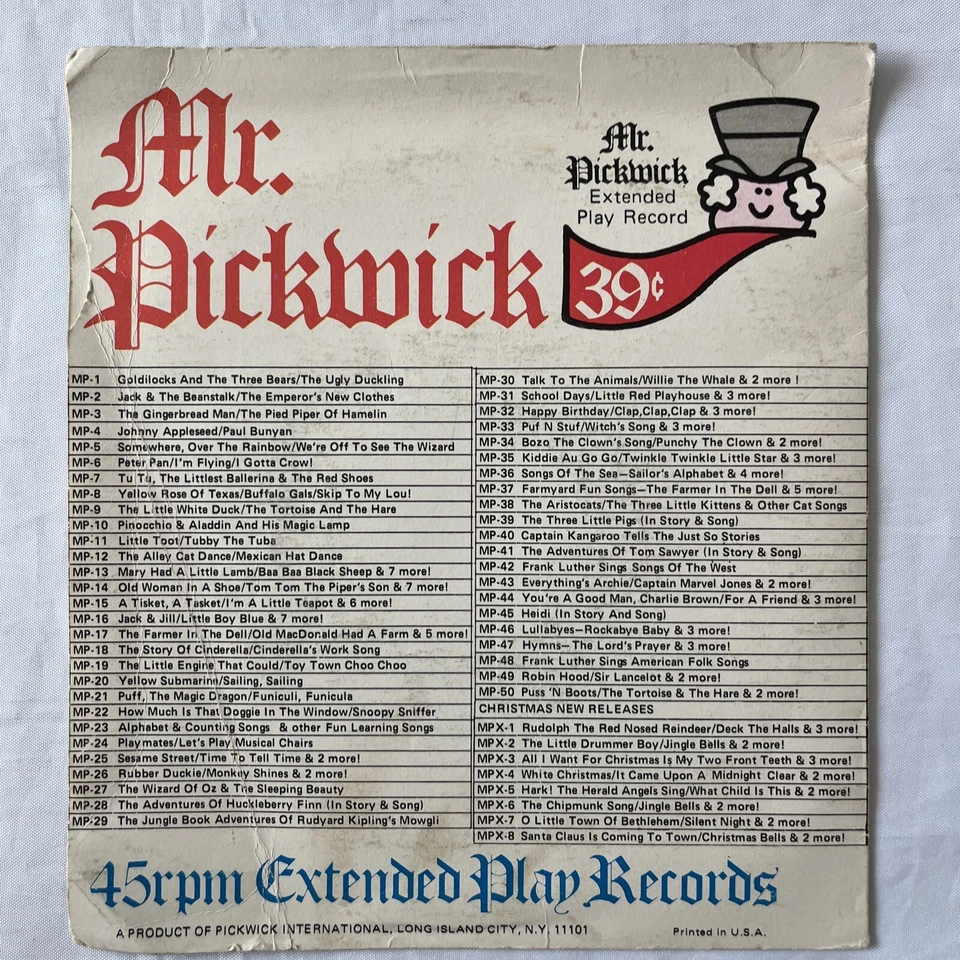 Mr.
Pickwick
Mr.
Pickwick
Extended
Play Record
39¢
MP-1 Goldilocks And The Three Bears/The Ugly Duckling
MP-2 Jack & The Beanstalk/The Emperor's New Clothes
MP-3 The Gingerbread Man/The Pied Piper Of Hamelin
MP-4 Johnny Appleseed/Paul Bunyan
MP-5 Somewhere, Over The Rainbow/We're Off To See The Wizard
MP-6 Peter Pan/I'm Flying/I Gotta Crow!
MP-7 Tu Tu, The Littlest Ballerina & The Red Shoes
MP-8 Yellow Rose Of Texas/Buffalo Gals/Skip To My Lou!
MP-9 The Little White Duck/The Tortoise And The Hare
MP-10 Pinocchio & Aladdin And His Magic Lamp
MP-11 Little Toot/Tubby The Tuba
MP-12 The Alley Cat Dance/Mexican Hat Dance
MP-13 Mary Had A Little Lamb/Baa Baa Black Sheep & 7 more!
MP-14 Old Woman In A Shoe/Tom Tom The Piper's Son & 7 more!
MP-15 A Tisket, A Tasket/I'm A Little Teapot & 6 more!
MP-16 Jack & Jill/Little Boy Blue & 7 more!
MP-17 The Farmer In The Dell/Old MacDonald Had A Farm & 5 more!
MP-18 The Story Of Cinderella/Cinderella's Work Song
MP-19 The Little Engine That Could/Toy Town Choo Choo
MP-20 Yellow Submarine/Sailing, Sailing
MP-21 Puff, The Magic Dragon/Funiculi, Funicula
MP-22 How Much Is That Doggie In The Window/Snoopy Sniffer
MP-23 Alphabet & Counting Songs & other Fun Learning Songs
MP-24 Playmates/Let's Play Musical Chairs
MP-25 Sesame Street/Time To Tell Time & 2 more!
MP-26 Rubber Duckie/Monkey Shines & 2 more!
MP-27 The Wizard Of Oz & The Sleeping Beauty
MP-28 The Adventures Of Huckleberry Finn (In Story & Song)
MP-29 The Jungle Book Adventures Of Rudyard Kipling's Mowgli
MP-30 Talk To The Animals/Willie The Whale & 2 more !
MP-31 School Days/Little Red Playhouse & 3 more!
MP-32 Happy Birthday/Clap,Clap,Clap & 3 more!
MP-33 Puf N Stuf/Witch's Song & 3 more!
MP-34 Bozo The Clown's Song/Punchy The Clown & 2 more!
MP-35 Kiddie Au Go Go/Twinkle Twinkle Little Star & 3 more!
MP-36 Songs Of The Sea—Sailor's Alphabet & 4 more!
MP-37 Farmyard Fun Songs—The Farmer In The Dell & 5 more!
MP-38 The Aristocats/The Three Little Kittens & Other Cat Songs
MP-39 The Three Little Pigs (In Story & Song)
MP-40 Captain Kangaroo Tells The Just So Stories
MP-41 The Adventures Of Tom Sawyer (In Story & Song)
MP-42 Frank Luther Sings Songs Of The West
MP-43 Everything's Archie/Captain Marvel Jones & 2 more!
MP-44 You're A Good Man, Charlie Brown/For A Friend & 3 more!
MP-45 Heidi (In Story And Song)
MP-46 Lullabyes—Rockabye Baby & 3 more!
MP-47 Hymns—The Lord's Prayer & 3 more!
MP-48 Frank Luther Sings American Folk Songs
MP-49 Robin Hood/Sir Lancelot & 2 more!
MP-50 Puss 'N Boots/The Tortoise & The Hare & 2 more!
CHRISTMAS NEW RELEASES
MPX-1 Rudolph The Red Nosed Reindeer/Deck The Halls & 3 more!
MPX-2 The Little Drummer Boy/Jingle Bells & 2 more!
MPX-3 All I Want For Christmas Is My Two Front Teeth & 3 more!
MPX-4 White Christmas/It Came Upon A Midnight Clear & 2 more!
MPX-5 Hark! The Herald Angels Sing/What Child Is This & 2 more!
MPX-6 The Chipmunk Song/Jingle Bells & 2 more!
MPX-7 O Little Town Of Bethlehem/Silent Night & 2 more!
MPX-8 Santa Claus Is Coming To Town/Christmas Bells & 2 more!
45rpm Extended Play Records
A PRODUCT OF PICKWICK INTERNATIONAL, LONG ISLAND CITY, N.Y. 11101
Printed in U.S.A.